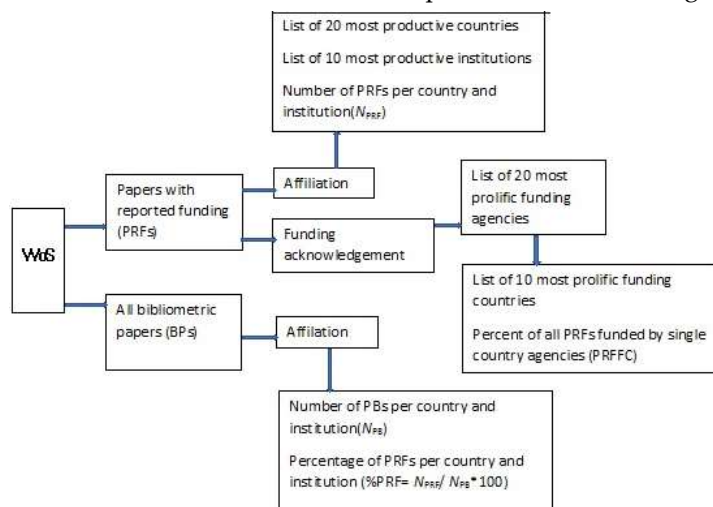 List of 20 most productive countries
List of 10 most productive institutions
Number of PRFs per country and
institution(NPRF)
Papers with
reported funding
(PRFs)
Affiliation
Funding
acknowledgement
List of 20 most
prolific funding
agencies
WoS
List of 10 most prolific funding
countries
Percent of all PRFs funded by single
country agencies (PRFFC)
All bibliometric
papers (BPs)
Affilation
Number of PBs per country and
institution(NPB)
Percentage of PRFs per country and
institution (%PRF= NPRF/ NPB*100)